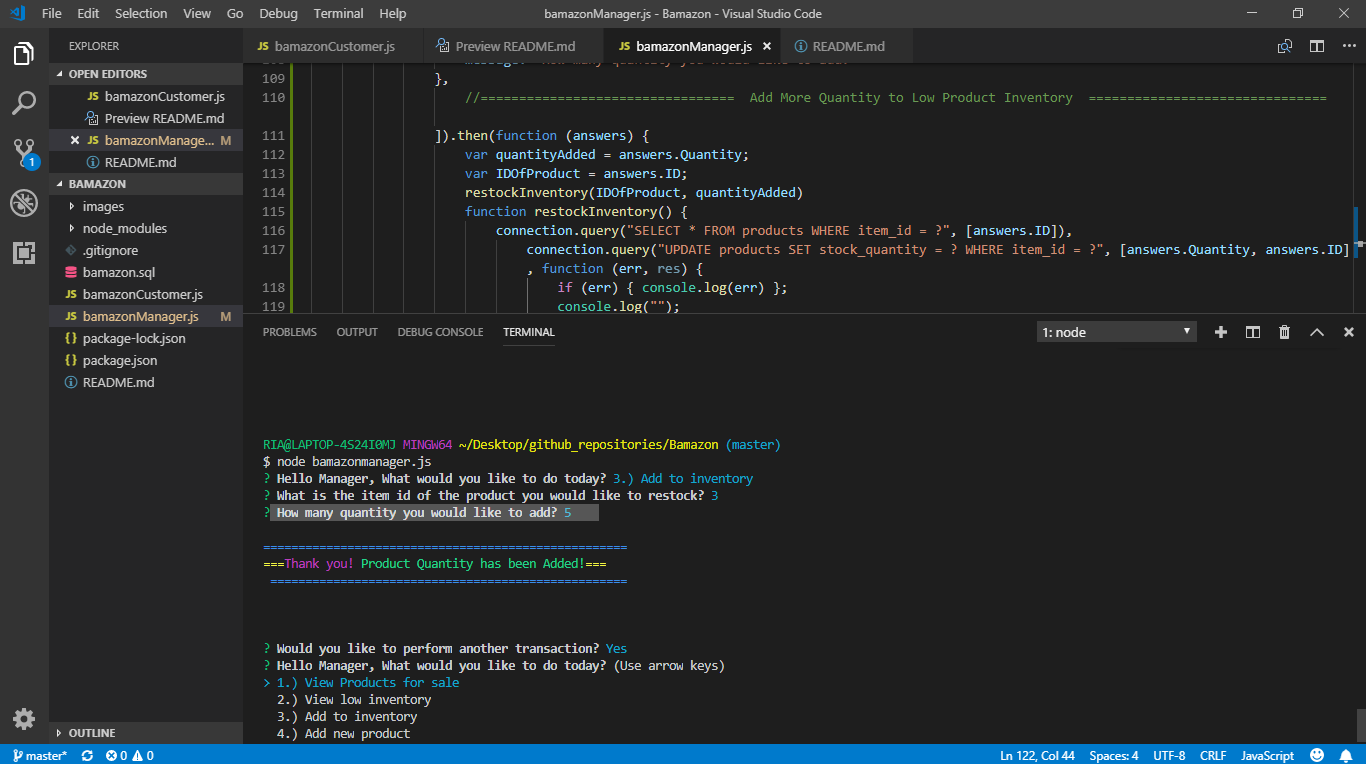 File Edit Selection View Go Debug Terminal Help bamazonManager.js - Bamazon - Visual Studio Code
EXPLORER
OPEN EDITORS
JS bamazonCustomer.js
Preview README.md
JS bamazonManage... M
README.md
1
BAMAZON
images
node_modules
.gitignore
bamazon.sql
JS bamazonCustomer.js
JS bamazonManager.js M
{} package-lock.json
{} package.json
README.md
OUTLINE
JS bamazonCustomer.js Preview README.md JS bamazonManager.js README.md
109 },
110 //================================= Add More Quantity to Low Product Inventory ===============================
111 ]).then(function (answers) {
112 var quantityAdded = answers.Quantity;
113 var IDOfProduct = answers.ID;
114 restockInventory(IDOfProduct, quantityAdded)
115 function restockInventory() {
116 connection.query("SELECT * FROM products WHERE item_id = ?", [answers.ID]),
117 connection.query("UPDATE products SET stock_quantity = ? WHERE item_id = ?", [answers.Quantity, answers.ID]
, function (err, res) {
118 if (err) { console.log(err) };
119 console.log("");
PROBLEMS OUTPUT DEBUG CONSOLE TERMINAL 1: node
RIA@LAPTOP-4S24I0MJ MINGW64 ~/Desktop/github_repositories/Bamazon (master)
$ node bamazonmanager.js
? Hello Manager, What would you like to do today? 3.) Add to inventory
? What is the item id of the product you would like to restock? 3
? How many quantity you would like to add? 5
====================================================
===Thank you! Product Quantity has been Added!===
===================================================
? Would you like to perform another transaction? Yes
? Hello Manager, What would you like to do today? (Use arrow keys)
> 1.) View Products for sale
2.) View low inventory
3.) Add to inventory
4.) Add new product
master* 0 0 Ln 122, Col 44 Spaces: 4 UTF-8 CRLF JavaScript